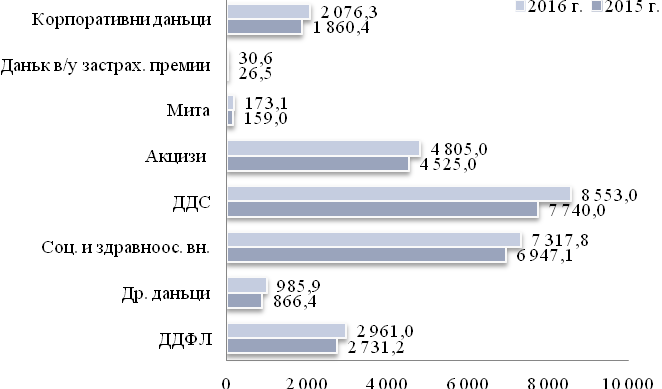 2016 г. 2015 г.
Корпоративни данъци 2 076,3
1 860,4
Данък в/у застрах. премии 30,6
26,5
Мита 173,1
159,0
Акцизи 4 805,0
4 525,0
ДДС 8 553,0
7 740,0
Соц. и здравноос. вн. 7 317,8
6 947,1
Др. данъци 985,9
866,4
ДДФЛ 2 961,0
2 731,2
0 2 000 4 000 6 000 8 000 10 000